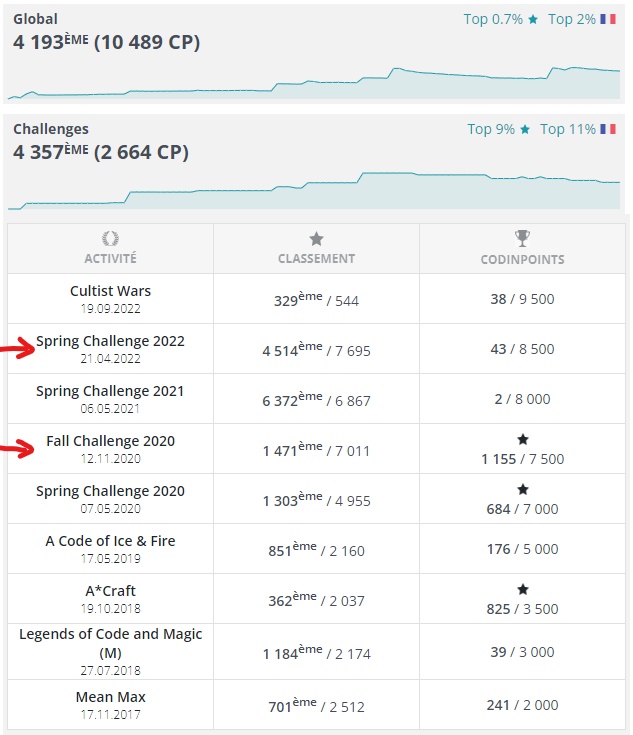 Global
Top 0.7% Top 2%
4 193ÈME (10 489 CP)
Challenges
Top 9% Top 11%
4 357ÈME (2 664 CP)
ACTIVITÉ CLASSEMENT CODINPOINTS
Cultist Wars
19.09.2022
329ème / 544
38 / 9 500
Spring Challenge 2022
21.04.2022
4 514ème / 7 695
43 / 8 500
Spring Challenge 2021
06.05.2021
6 372ème / 6 867
2 / 8 000
Fall Challenge 2020
12.11.2020
1 471ème / 7 011
1 155 / 7 500
Spring Challenge 2020
07.05.2020
1 303ème / 4 955
684 / 7 000
A Code of Ice & Fire
17.05.2019
851ème / 2 160
176 / 5 000
A*Craft
19.10.2018
362ème / 2 037
825 / 3 500
Legends of Code and Magic
(M)
27.07.2018
1 184ème / 2 174
39 / 3 000
Mean Max
17.11.2017
701ème / 2 512
241 / 2 000